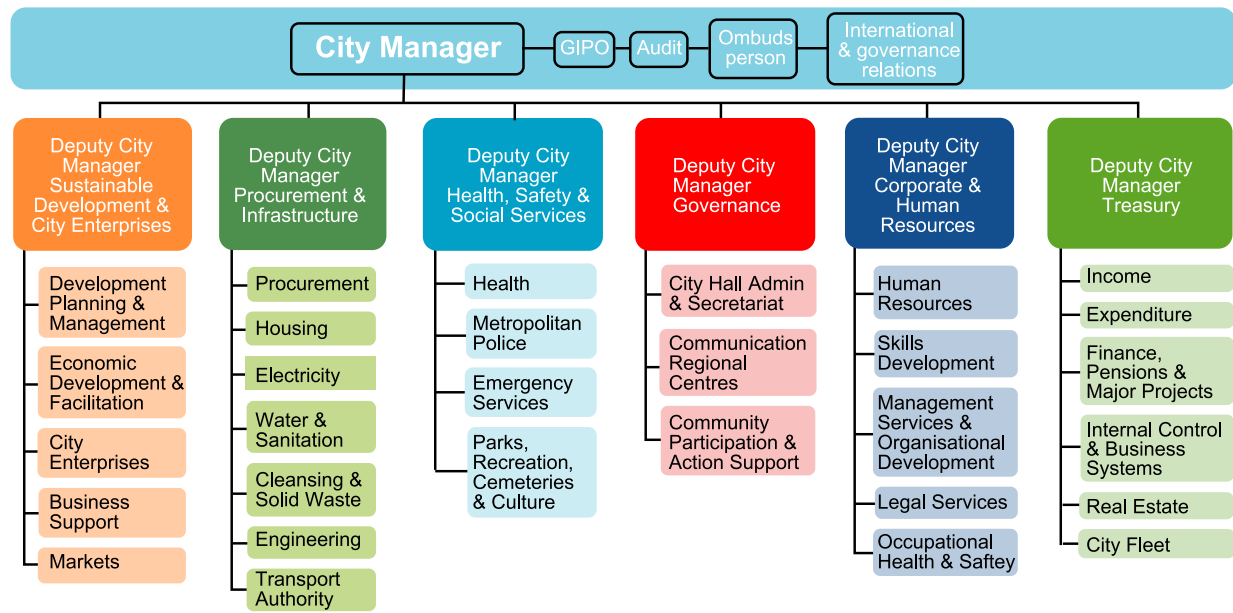 City Manager
GIPO
Audit
Ombuds
person
International
& governance
relations
Deputy City
Manager
Sustainable
Development &
City Enterprises
Development
Planning &
Management
Economic
Development &
Facilitation
City
Enterprises
Business
Support
Markets
Deputy City
Manager
Procurement &
Infrastructure
Procurement
Housing
Electricity
Water &
Sanitation
Cleansing &
Solid Waste
Engineering
Transport
Authority
Deputy City
Manager
Health, Safety &
Social Services
Health
Metropolitan
Police
Emergency
Services
Parks,
Recreation,
Cemeteries
& Culture
Deputy City
Manager
Governance
City Hall Admin
& Secretariat
Communication
Regional
Centres
Community
Participation &
Action Support
Deputy City
Manager
Corporate &
Human
Resources
Human
Resources
Skills
Development
Management
Services &
Organisational
Development
Legal Services
Occupational
Health & Saftey
Deputy City
Manager
Treasury
Income
Expenditure
Finance,
Pensions &
Major Projects
Internal Control
& Business
Systems
Real Estate
City Fleet